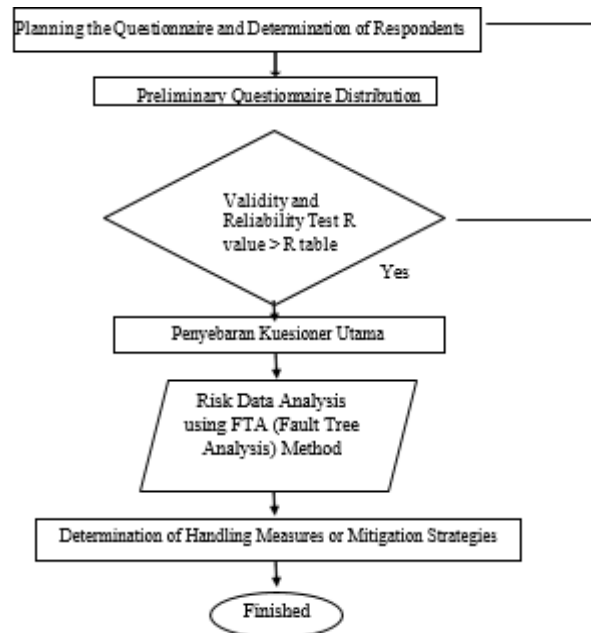 Planning the Questionnaire and Determination of Respondents
Preliminary Questionnaire Distribution
Validity and
Reliability Test R
value > R table
Yes
Penyebaran Kuesioner Utama
Risk Data Analysis
using FTA (Fault Tree
Analysis) Method
Determination of Handling Measures or Mitigation Strategies
Finished